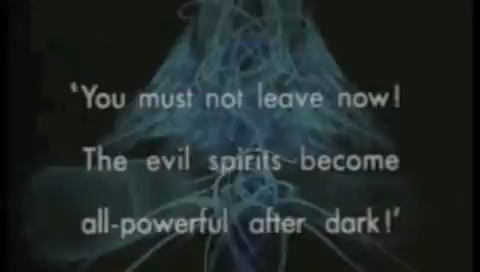 'You must not leave now!
The evil spirits become
all-powerful after dark!'